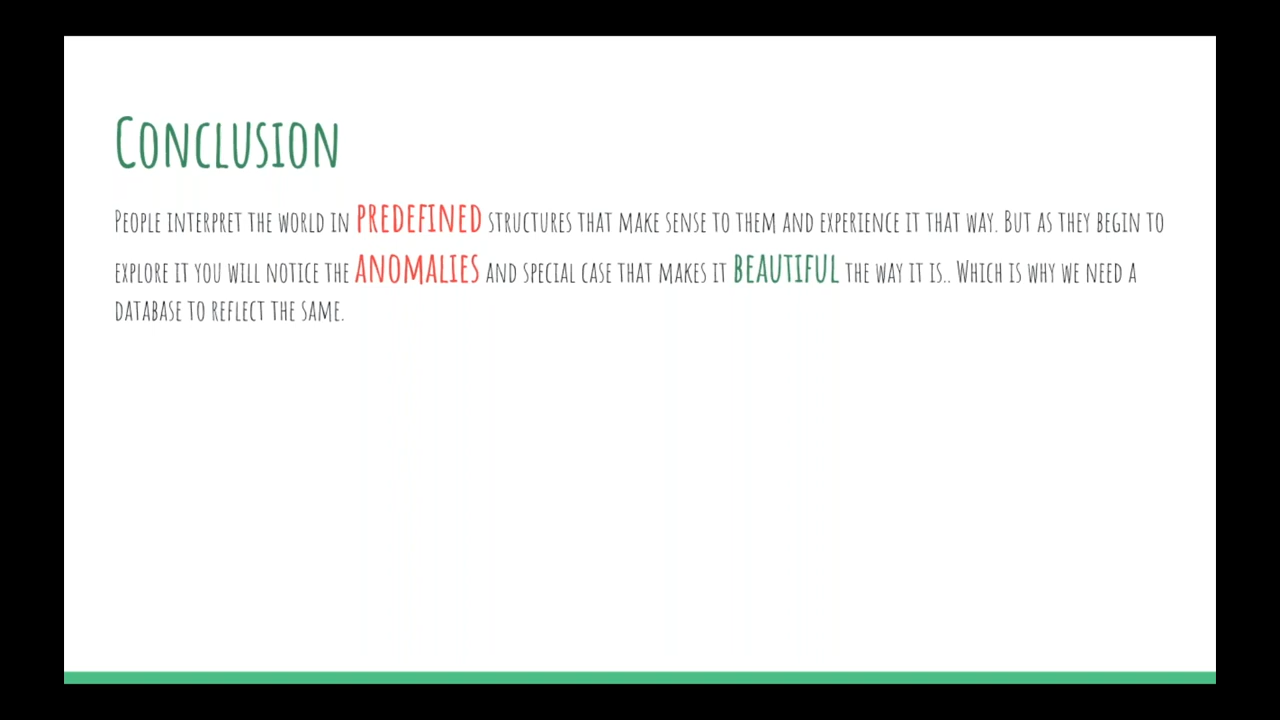 Conclusion
People interpret the world in predefined structures that make sense to them and experience it that way. But as they begin to
explore it you will notice the anomalies and special case that makes it beautiful the way it is.. Which is why we need a
database to reflect the same.